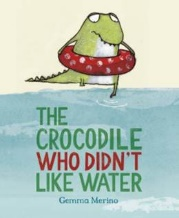 THE
CROCODILE
WHO DIDN'T
LIKE WATER
Gemma Merino